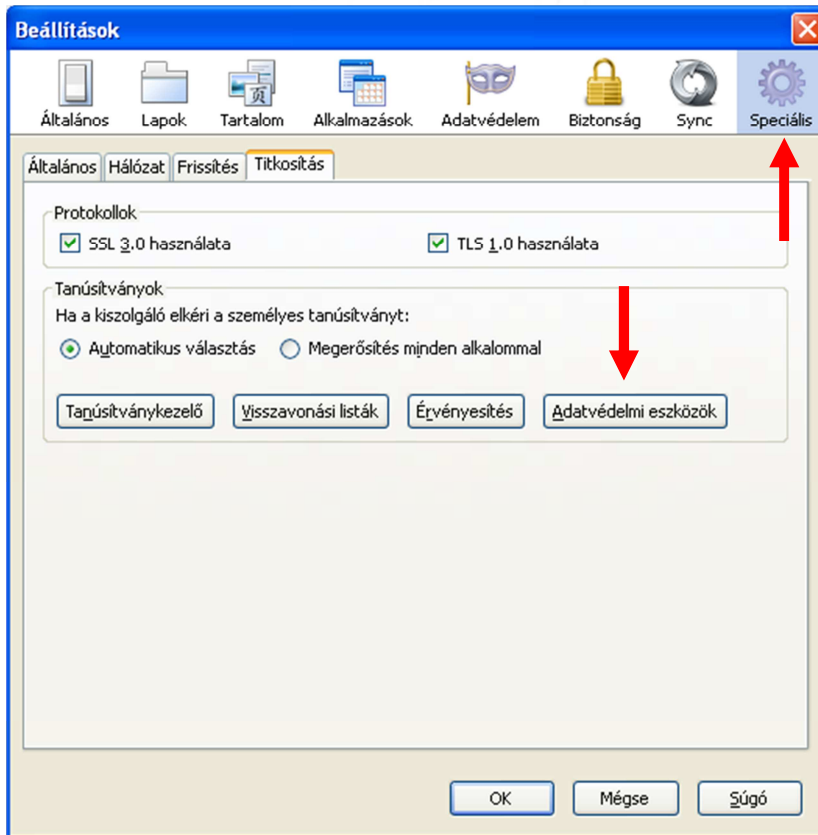 Beállítások
Általános Lapok Tartalom Alkalmazások Adatvédelem Biztonság Sync Speciális
Általános Hálózat Frissítés Titkosítás
Protokollok
SSL 3.0 használata TLS 1.0 használata
Tanúsítványok
Ha a kiszolgáló elkéri a személyes tanúsítványt:
Automatikus választás Megerősítés minden alkalommal
Tanúsítványkezelő Visszavonási listák Érvényesítés Adatvédelmi eszközök
OK Mégse Súgó